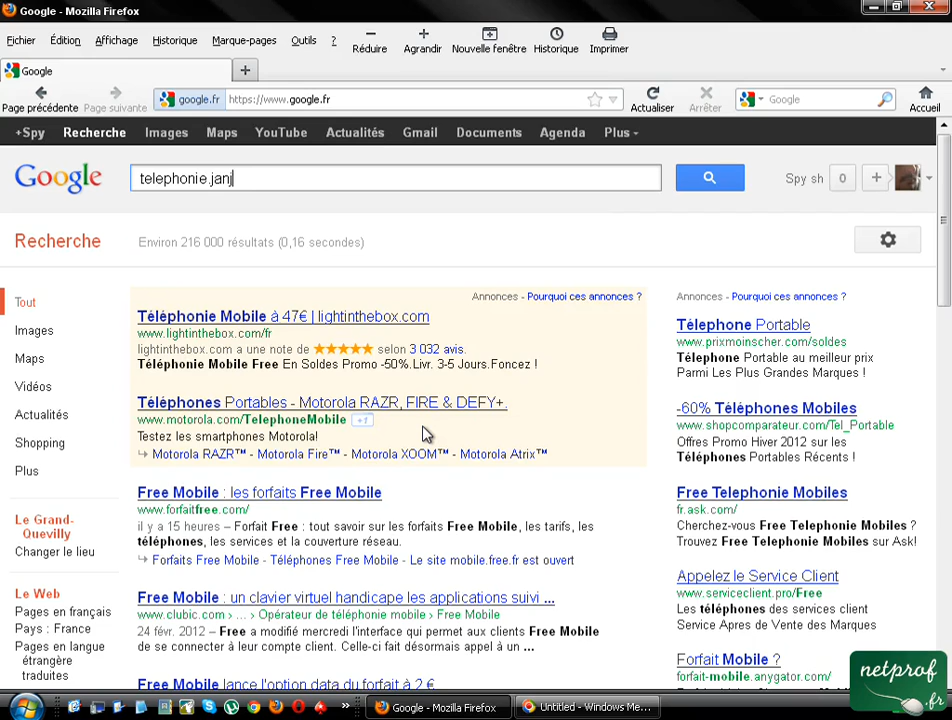 Google - Mozilla Firefox
Fichier Édition Affichage Historique Marque-pages Outils ?
Réduire Agrandir Nouvelle fenêtre Historique Imprimer
Google
Page précédente Page suivante google.fr https://www.google.fr Actualiser Arrêter Google Accueil
+Spy Recherche Images Maps YouTube Actualités Gmail Documents Agenda Plus
Google telephonie.janj Spy sh 0 +
Recherche Environ 216 000 résultats (0,16 secondes)
Tout
Images
Maps
Vidéos
Actualités
Shopping
Plus
Le Grand-
Quevilly
Changer le lieu
Le Web
Pages en français
Pays : France
Pages en langue
étrangère
traduites
Annonces - Pourquoi ces annonces ?
Téléphonie Mobile à 47€ | lightinthebox.com
www.lightinthebox.com/fr
lightinthebox.com a une note de ★★★★★ selon 3 032 avis.
Téléphonie Mobile Free En Soldes Promo -50%.Livr. 3-5 Jours.Foncez !
Téléphones Portables - Motorola RAZR, FIRE & DEFY+.
www.motorola.com/TelephoneMobile +1
Testez les smartphones Motorola!
Motorola RAZR™ - Motorola Fire™ - Motorola XOOM™ - Motorola Atrix™
Free Mobile : les forfaits Free Mobile
www.forfaitfree.com/
il y a 15 heures – Forfait Free : tout savoir sur les forfaits Free Mobile, les tarifs, les
téléphones, les services et la couverture réseau.
Forfaits Free Mobile - Téléphones Free Mobile - Le site mobile.free.fr est ouvert
Free Mobile : un clavier virtuel handicape les applications suivi ...
www.clubic.com › ... › Opérateur de téléphonie mobile › Free Mobile
24 févr. 2012 – Free a modifié mercredi l'interface qui permet aux clients Free Mobile
de se connecter à leur compte client. Celle-ci fait désormais appel à un ...
Free Mobile lance l'option data du forfait à 2 €
Annonces - Pourquoi ces annonces ?
Téléphone Portable
www.prixmoinscher.com/soldes
Téléphone Portable au meilleur prix
Parmi Les Plus Grandes Marques !
-60% Téléphones Mobiles
www.shopcomparateur.com/Tel_Portable
Offres Promo Hiver 2012 sur les
Téléphones Portables Récents !
Free Telephonie Mobiles
fr.ask.com/
Cherchez-vous Free Telephonie Mobiles ?
Trouvez Free Telephonie Mobiles sur Ask!
Appelez le Service Client
www.serviceclient.pro/Free
Les téléphones des services client
Service Apres de Vente des Marques
Forfait Mobile ?
forfait-mobile.anygator.com/
netprof
.fr
Google - Mozilla Firefox Untitled - Windows Me...